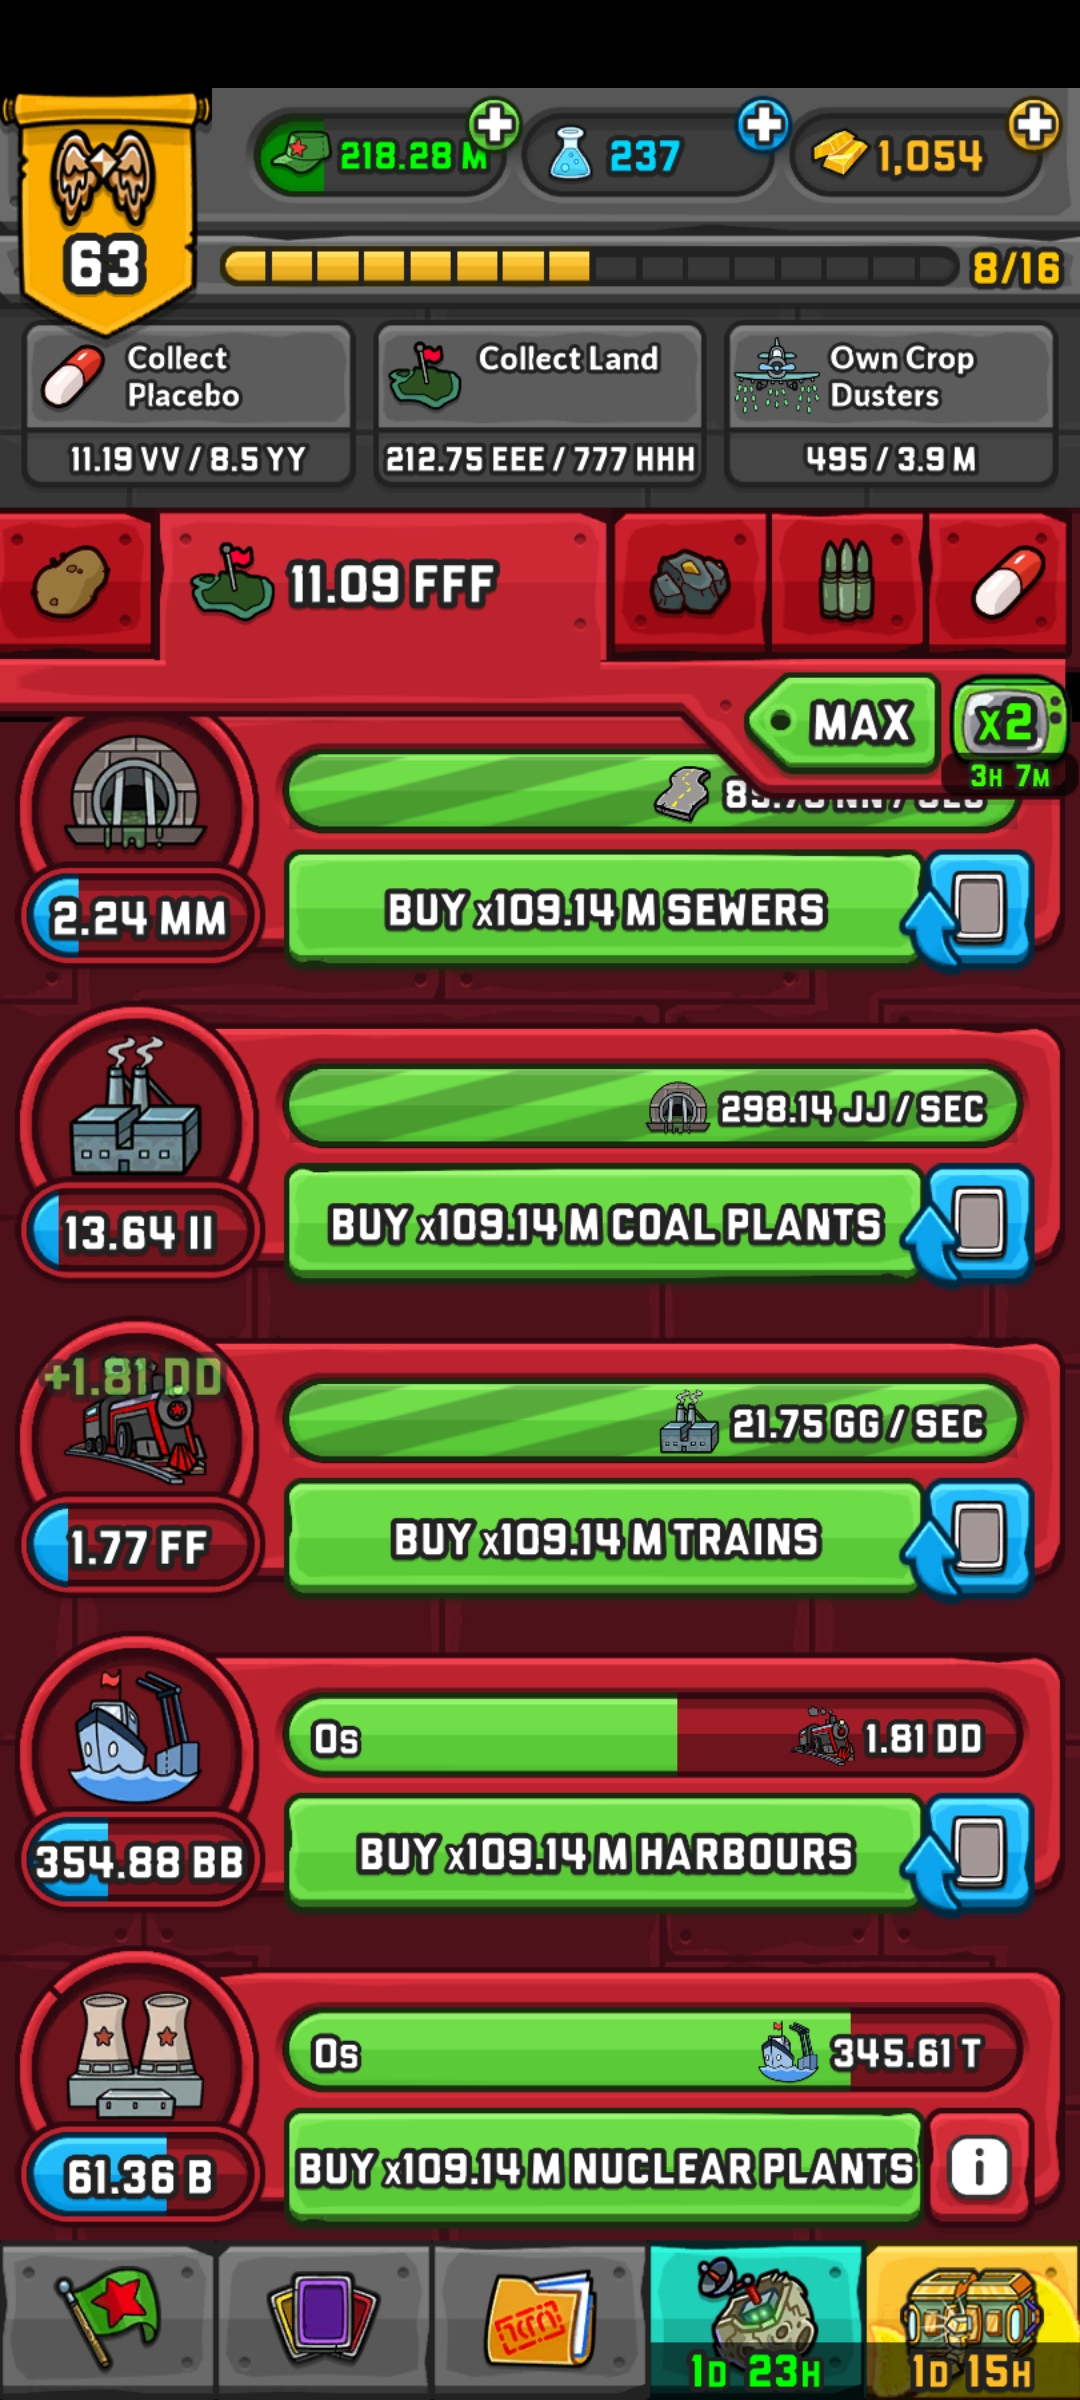 218.28 M
237
1,054
63
8/16
Collect
Placebo
11.19 VV / 8.5 YY
Collect Land
212.75 EEE / 777 HHH
Own Crop
Dusters
495 / 3.9 M
11.09 FFF
MAX
x2
3H 7M
2.24 MM
BUY x109.14 M SEWERS
298.14 JJ / SEC
13.64 II
BUY x109.14 M COAL PLANTS
+1.81 DD
21.75 GG / SEC
1.77 FF
BUY x109.14 M TRAINS
0s
1.81 DD
354.88 BB
BUY x109.14 M HARBOURS
0s
345.61 T
61.36 B
BUY x109.14 M NUCLEAR PLANTS
i
1D 23H
1D 15H